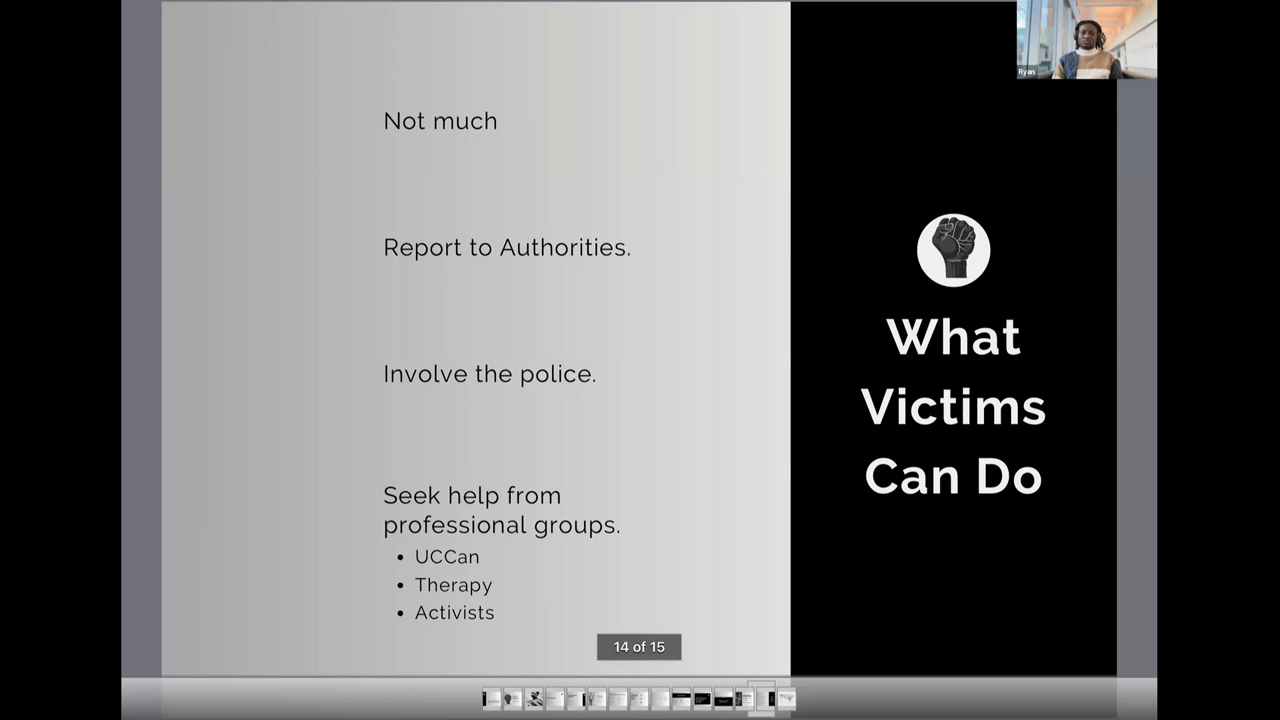 Not much
Report to Authorities.
Involve the police.
Seek help from
professional groups.
• UCCan
• Therapy
• Activists
What
Victims
Can Do
Ryan
14 of 15